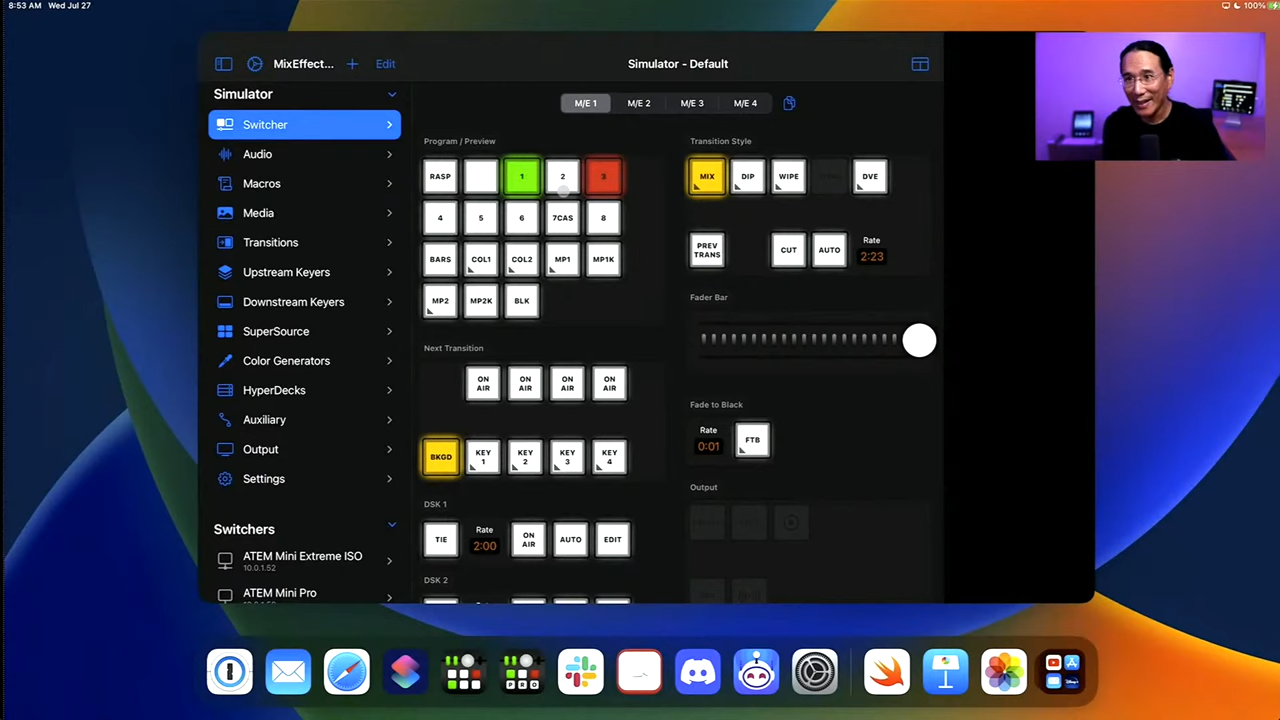 8:53 AM Wed Jul 27
100%
MixEffect...
Edit
Simulator - Default
Simulator
Switcher
Audio
Macros
Media
Transitions
Upstream Keyers
Downstream Keyers
SuperSource
Color Generators
HyperDecks
Auxiliary
Output
Settings
Switchers
ATEM Mini Extreme ISO
10.0.1.52
ATEM Mini Pro
M/E 1 M/E 2 M/E 3 M/E 4
Program / Preview
RASP 1 2 3
4 5 6 7CAS 8
BARS COL1 COL2 MP1 MP1K
MP2 MP2K BLK
Next Transition
ON AIR ON AIR ON AIR ON AIR
BKGD KEY 1 KEY 2 KEY 3 KEY 4
DSK 1
TIE Rate 2:00 ON AIR AUTO EDIT
DSK 2
Transition Style
MIX DIP WIPE DVE
PREV TRANS CUT AUTO Rate 2:23
Fader Bar
Fade to Black
Rate 0:01 FTB
Output
PRO